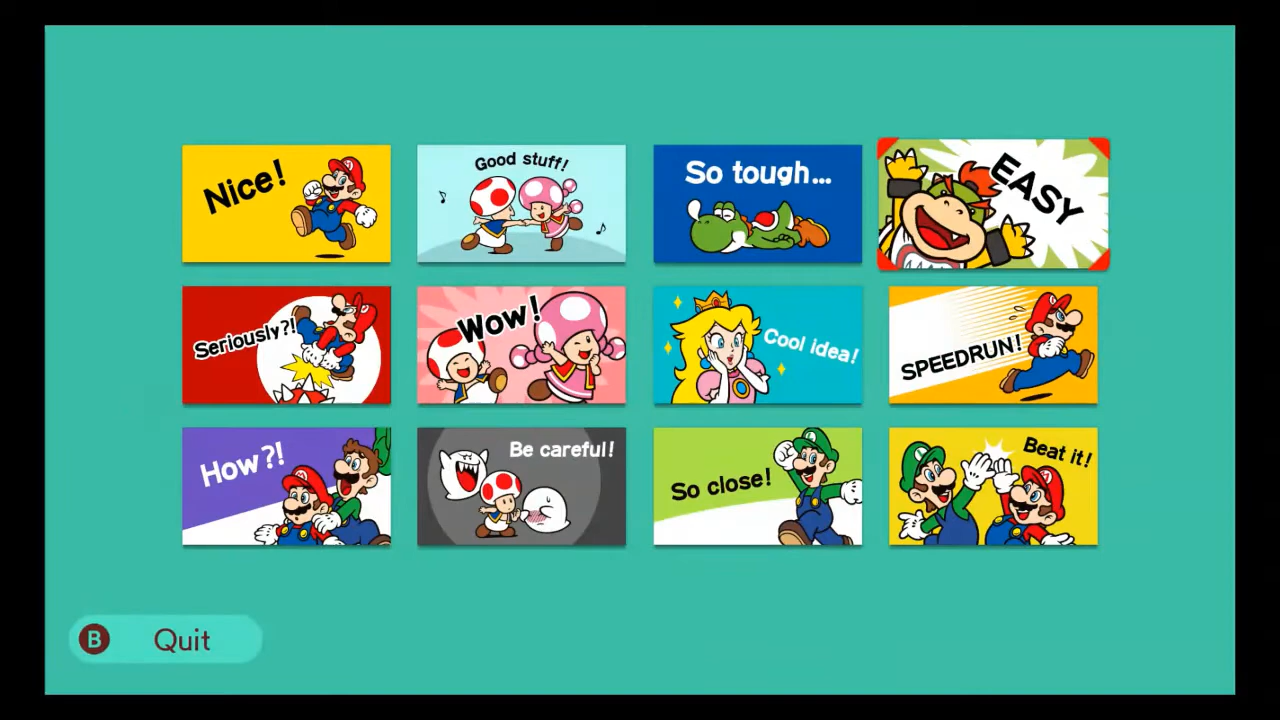 Nice!
Good stuff!
So tough...
EASY
Seriously?!
Wow!
Cool idea!
SPEEDRUN!
How?!
Be careful!
So close!
Beat it!
B Quit